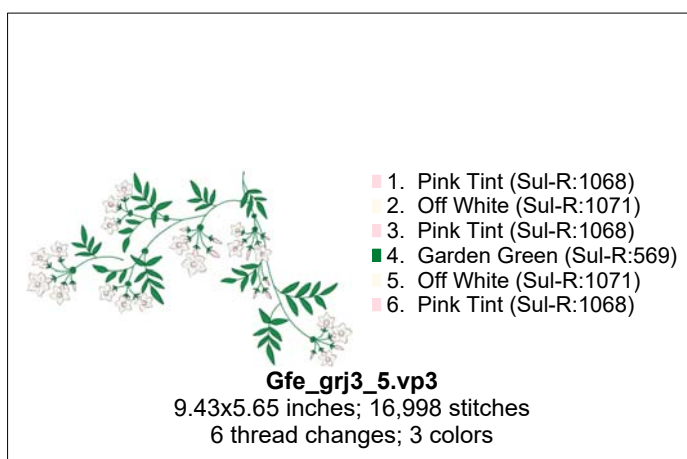 1. Pink Tint (Sul-R:1068)
2. Off White (Sul-R:1071)
3. Pink Tint (Sul-R:1068)
4. Garden Green (Sul-R:569)
5. Off White (Sul-R:1071)
6. Pink Tint (Sul-R:1068)
Gfe_grj3_5.vp3
9.43x5.65 inches; 16,998 stitches
6 thread changes; 3 colors